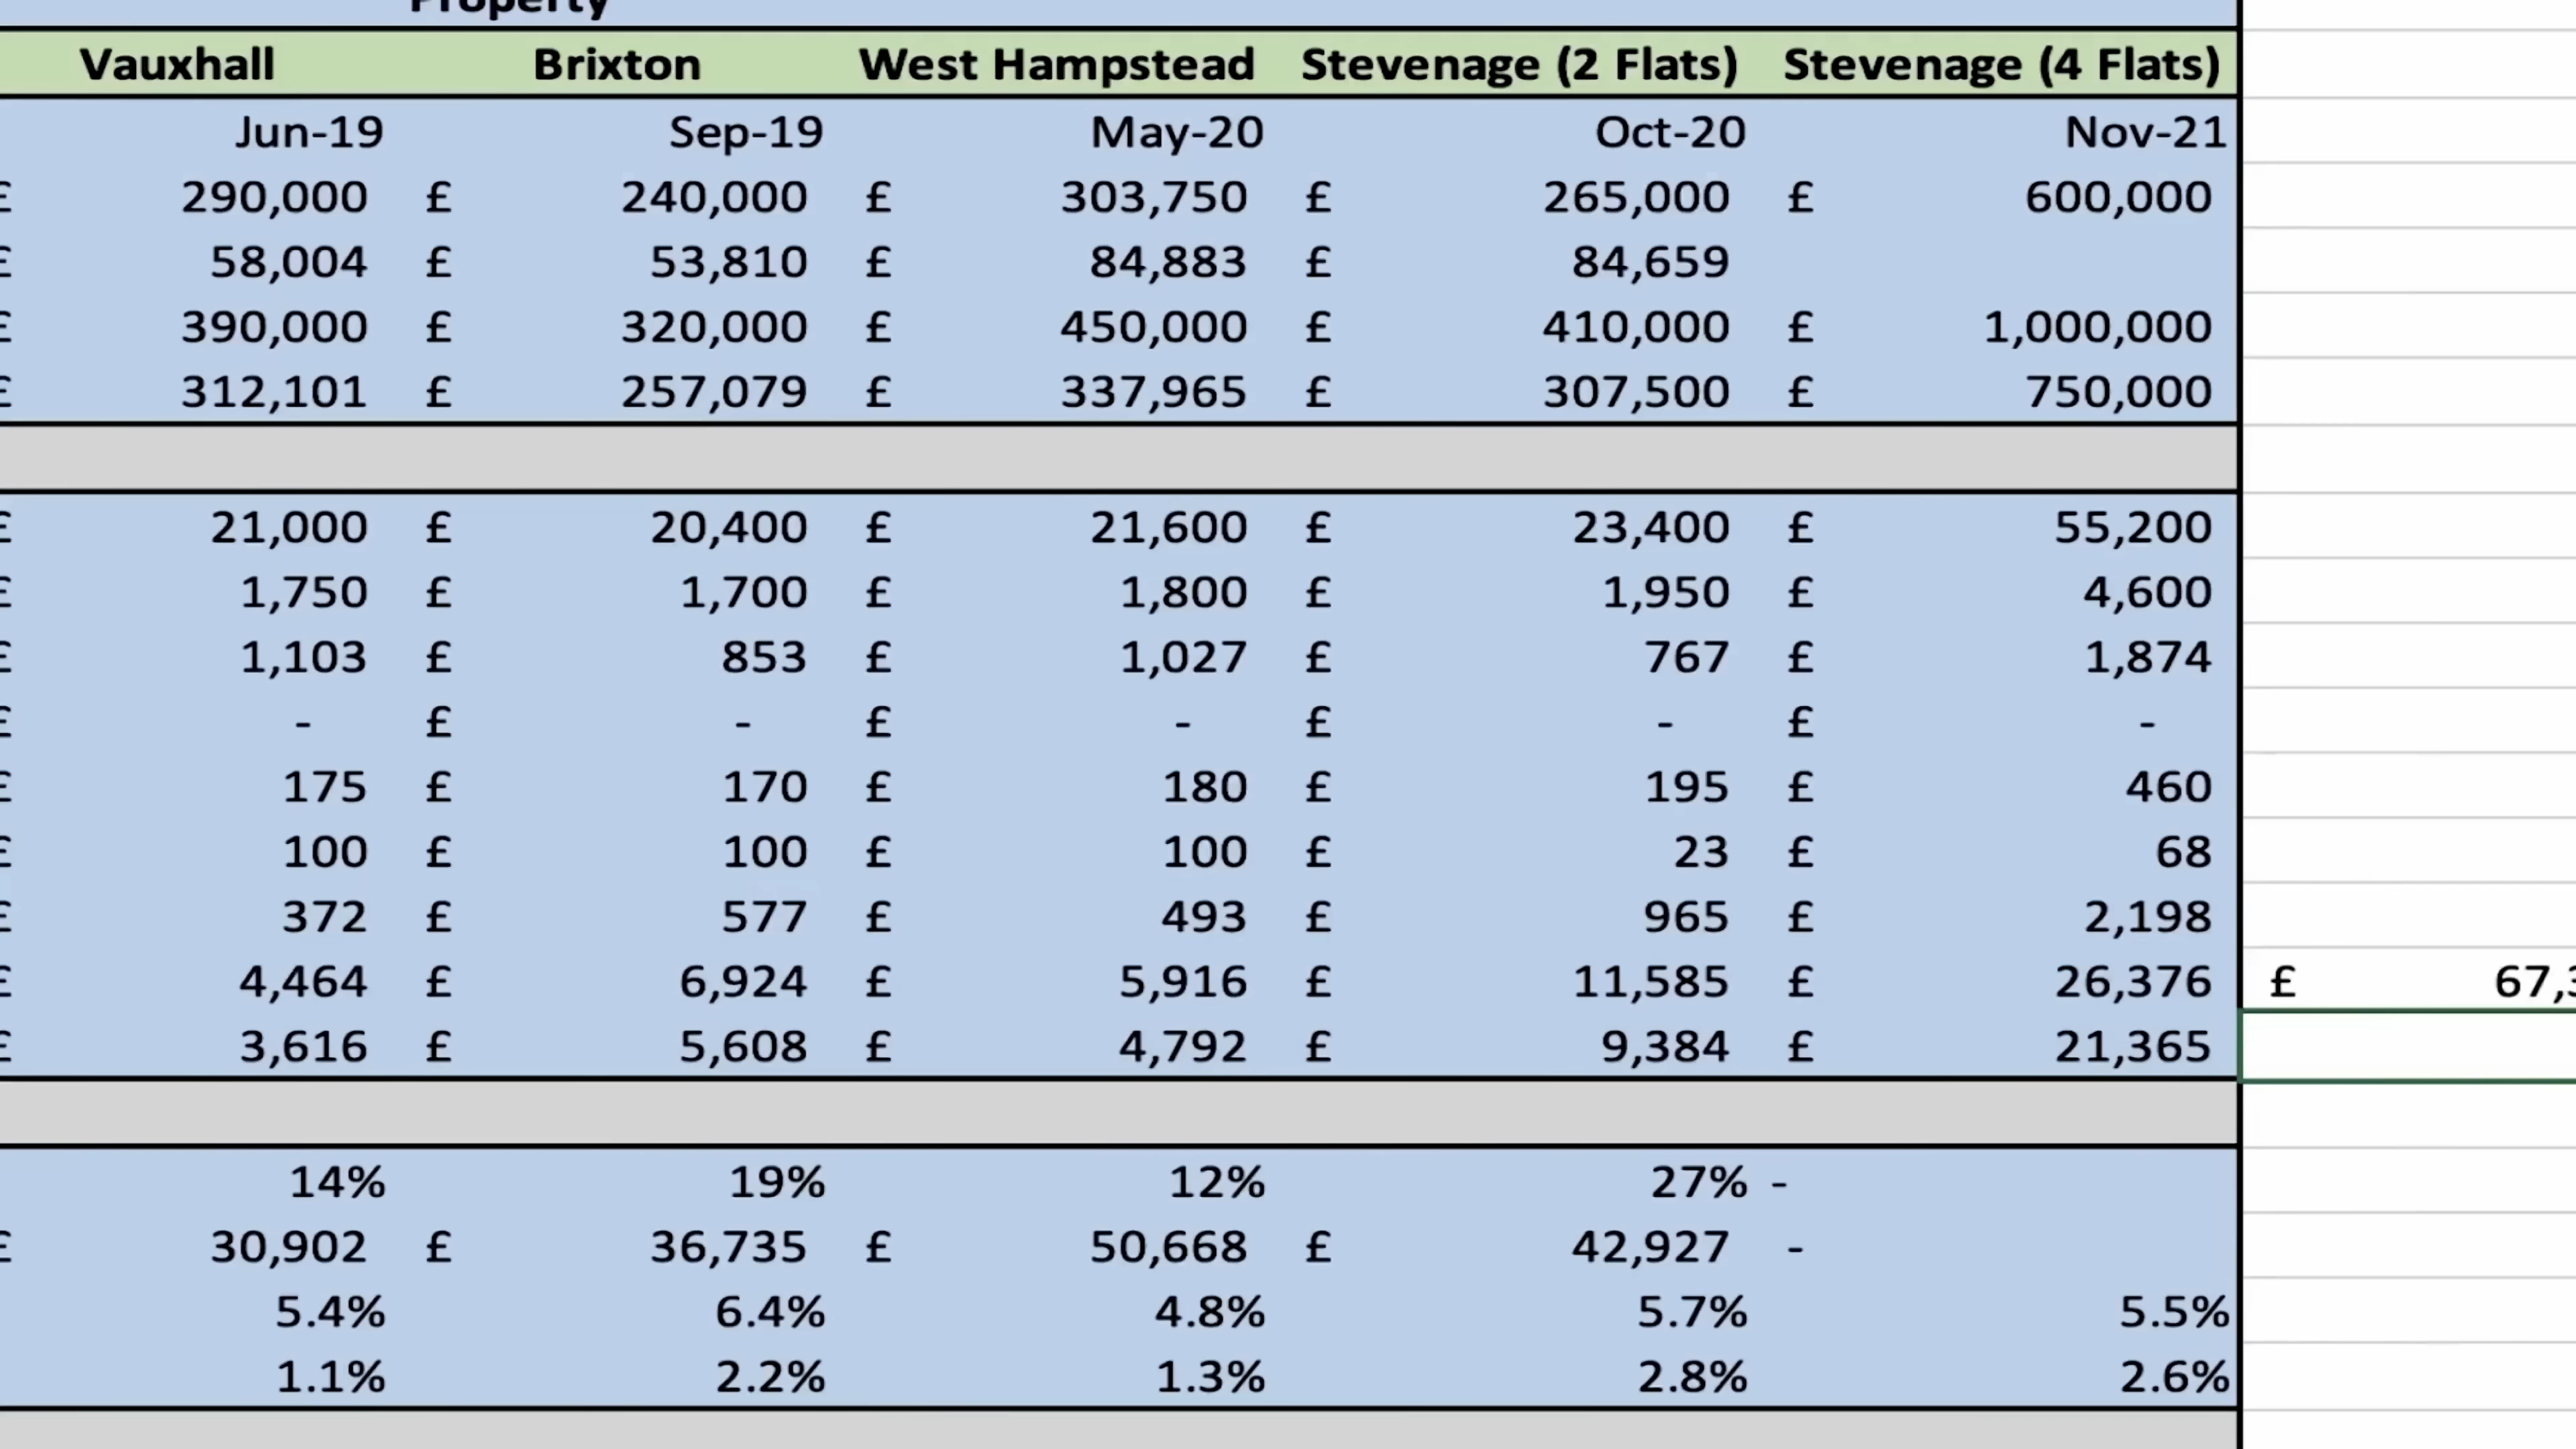 Property
Vauxhall Brixton West Hampstead Stevenage (2 Flats) Stevenage (4 Flats)
Jun-19 Sep-19 May-20 Oct-20 Nov-21
£ 290,000 £ 240,000 £ 303,750 £ 265,000 £ 600,000
£ 58,004 £ 53,810 £ 84,883 £ 84,659
£ 390,000 £ 320,000 £ 450,000 £ 410,000 £ 1,000,000
£ 312,101 £ 257,079 £ 337,965 £ 307,500 £ 750,000
£ 21,000 £ 20,400 £ 21,600 £ 23,400 £ 55,200
£ 1,750 £ 1,700 £ 1,800 £ 1,950 £ 4,600
£ 1,103 £ 853 £ 1,027 £ 767 £ 1,874
£ - £ - £ - £ - £ -
£ 175 £ 170 £ 180 £ 195 £ 460
£ 100 £ 100 £ 100 £ 23 £ 68
£ 372 £ 577 £ 493 £ 965 £ 2,198
£ 4,464 £ 6,924 £ 5,916 £ 11,585 £ 26,376 £ 67,3
£ 3,616 £ 5,608 £ 4,792 £ 9,384 £ 21,365
14% 19% 12% 27% -
£ 30,902 £ 36,735 £ 50,668 £ 42,927 -
5.4% 6.4% 4.8% 5.7% 5.5%
1.1% 2.2% 1.3% 2.8% 2.6%